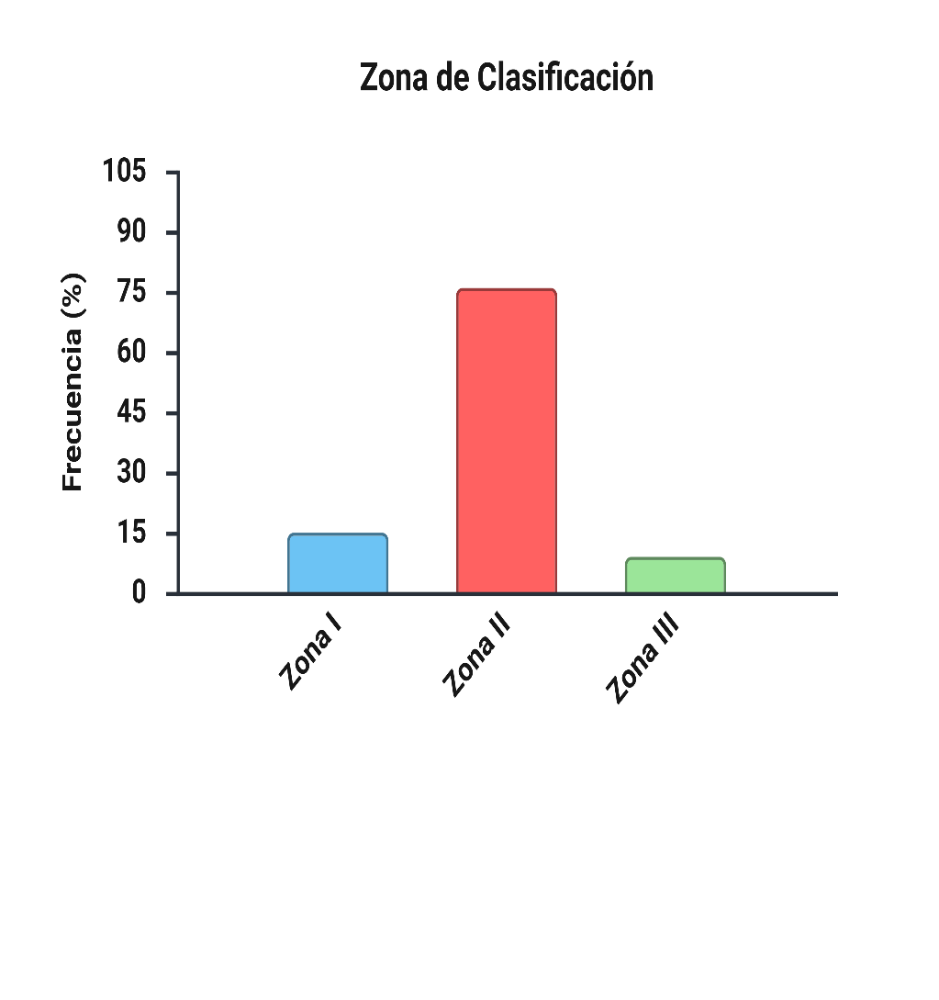 Zona de Clasificación
105
90
75
60
45
30
15
0
Frecuencia (%)
Zona I
Zona II
Zona III